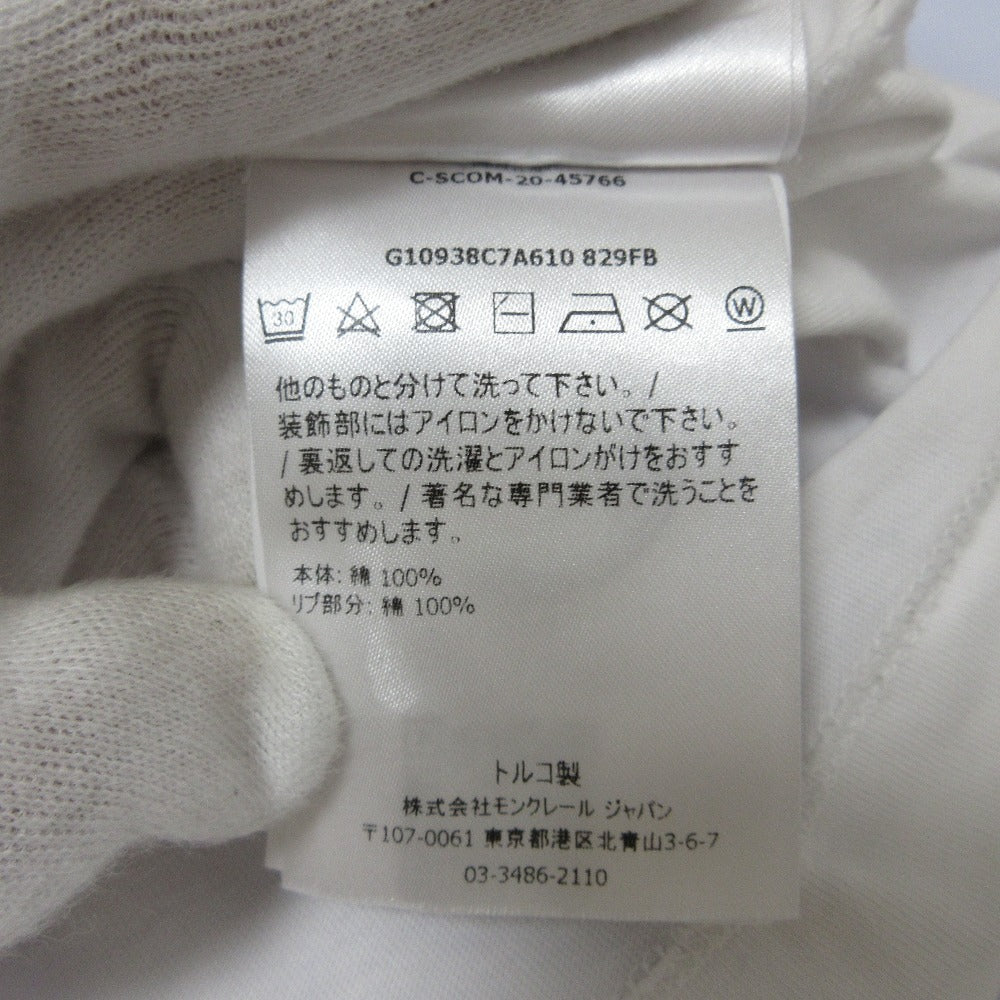 C-SCOM-20-45766
G10938C7A610 829FB
30
W
他のものと分けて洗って下さい。/
装飾部にはアイロンをかけないで下さい。
/ 裏返しての洗濯とアイロンがけをおすす
めします。/ 著名な専門業者で洗うことを
おすすめします。
本体: 綿 100%
リブ部分: 綿 100%
トルコ製
株式会社モンクレール ジャパン
〒107-0061 東京都港区北青山3-6-7
03-3486-2110